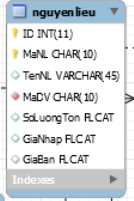 nguyenlieu
ID INT(11)
MaNL CHAR(10)
TenNL VARCHAR(45)
MaDV CHAR(10)
SoLuongTon FLOAT
GiaNhap FLOAT
GiaBan FLOAT
Indexes